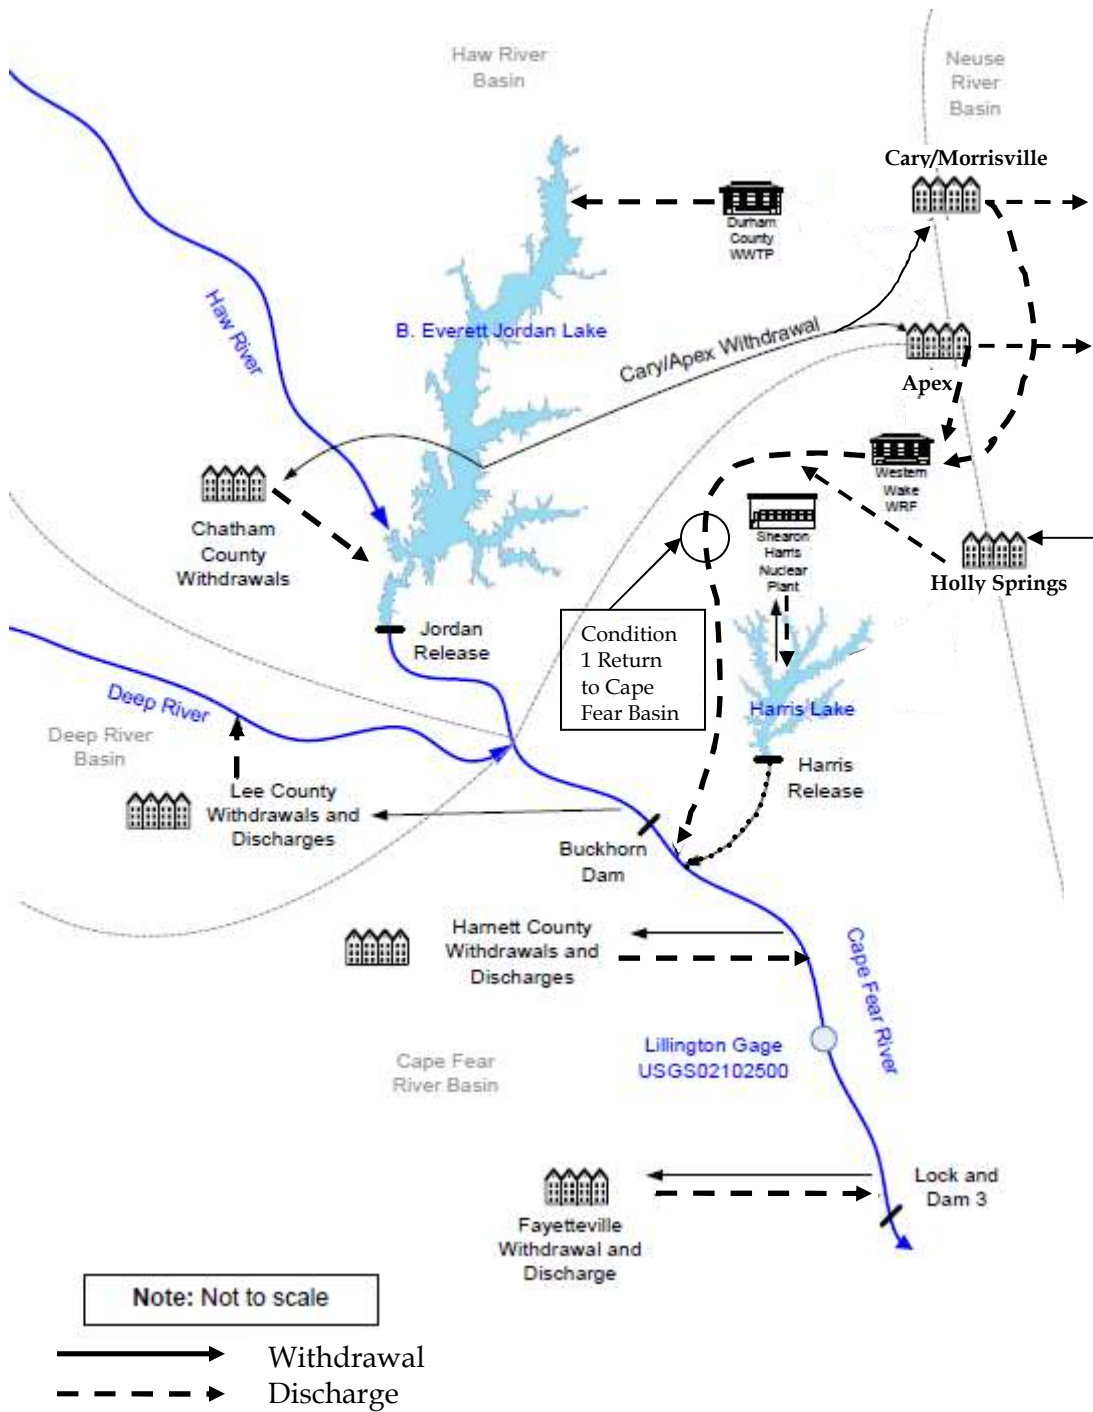 Haw River
Basin
Neuse
River
Basin
Cary/Morrisville
Durham
County
WWTP
Haw River
B. Everett Jordan Lake
Cary/Apex Withdrawal
Apex
Western
Wake
WRF
Chatham
County
Withdrawals
Shearon
Harris
Nuclear
Plant
Holly Springs
Jordan
Release
Condition
1 Return
to Cape
Fear Basin
Deep River
Harris Lake
Deep River
Basin
Harris
Release
Lee County
Withdrawals and
Discharges
Buckhorn
Dam
Harnett County
Withdrawals and
Discharges
Cape Fear River
Lillington Gage
USGS02102500
Cape Fear
River Basin
Lock and
Dam 3
Fayetteville
Withdrawal and
Discharge
Note: Not to scale
Withdrawal
Discharge